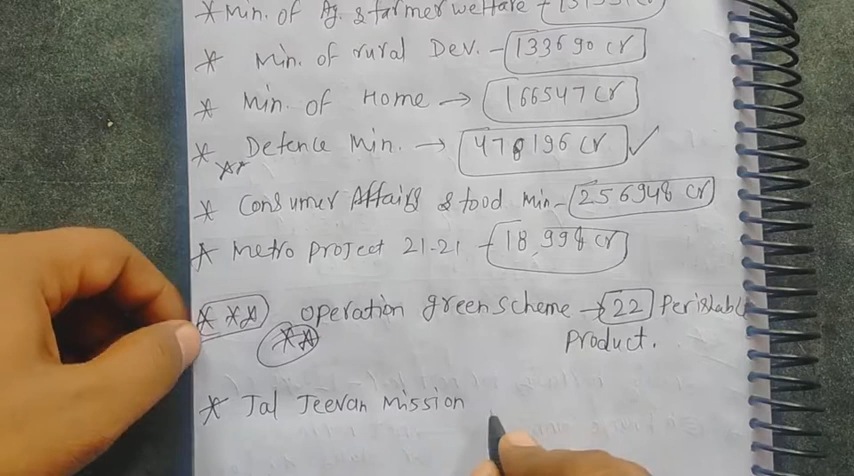 * Min. of Ag. & farmer welfare -
* Min. of rural Dev. - 133690 cr
* Min. of Home → 166547 cr
* Defence Min. → 478196 cr ✓
* Consumer Affairs & food min - 256948 cr
* Metro Project 21-21 - 18,998 cr
*** Operation green scheme → 22 Perishable
** Product.
* Jal Jeevan Mission